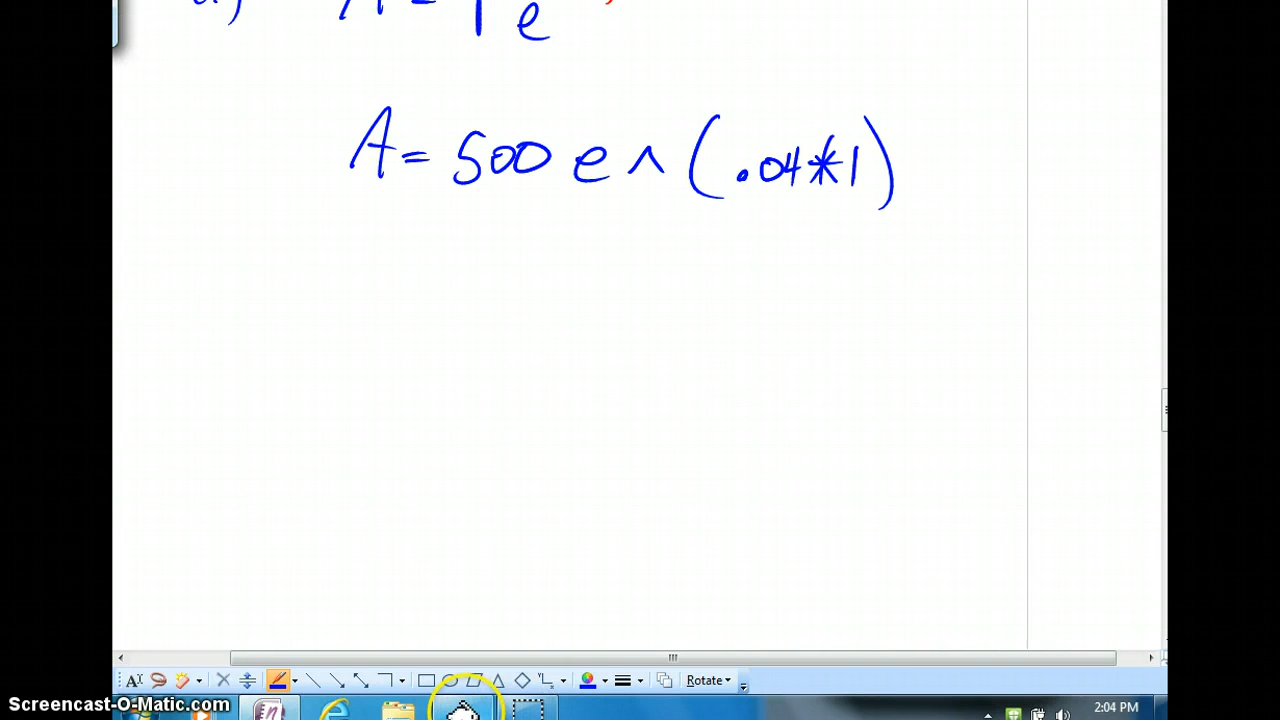 e
A = 500 e ^ (.04*1)
Rotate
Screencast-O-Matic.com
2:04 PM